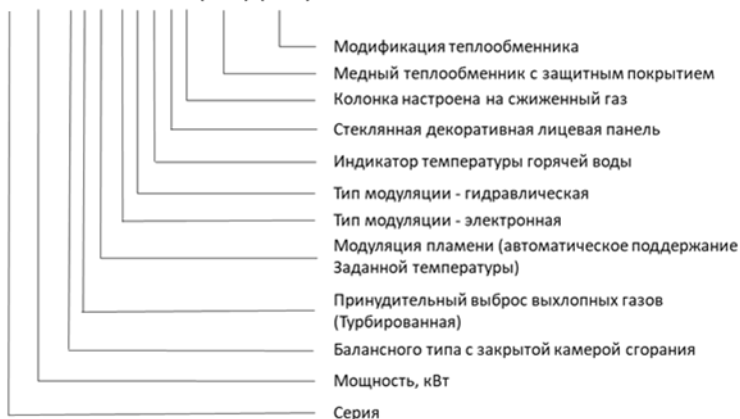 Модификация теплообменника
Медный теплообменник с защитным покрытием
Колонка настроена на сжиженный газ
Стеклянная декоративная лицевая панель
Индикатор температуры горячей воды
Тип модуляции - гидравлическая
Тип модуляции - электронная
Модуляция пламени (автоматическое поддержание
Заданной температуры)
Принудительный выброс выхлопных газов
(Турбированная)
Балансного типа с закрытой камерой сгорания
Мощность, кВт
Серия